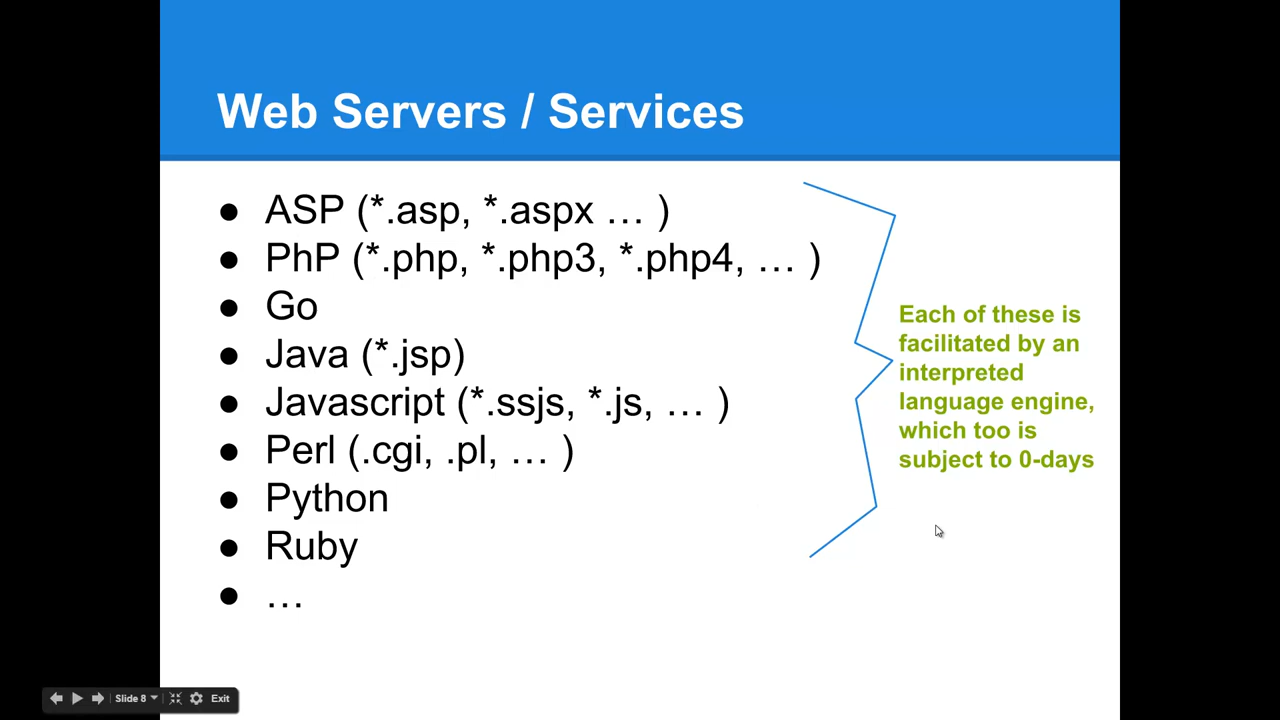 Web Servers / Services
● ASP (*.asp, *.aspx … )
● PhP (*.php, *.php3, *.php4, … )
● Go
● Java (*.jsp)
● Javascript (*.ssjs, *.js, … )
● Perl (.cgi, .pl, … )
● Python
● Ruby
● …
Each of these is
facilitated by an
interpreted
language engine,
which too is
subject to 0-days
Slide 8
Exit